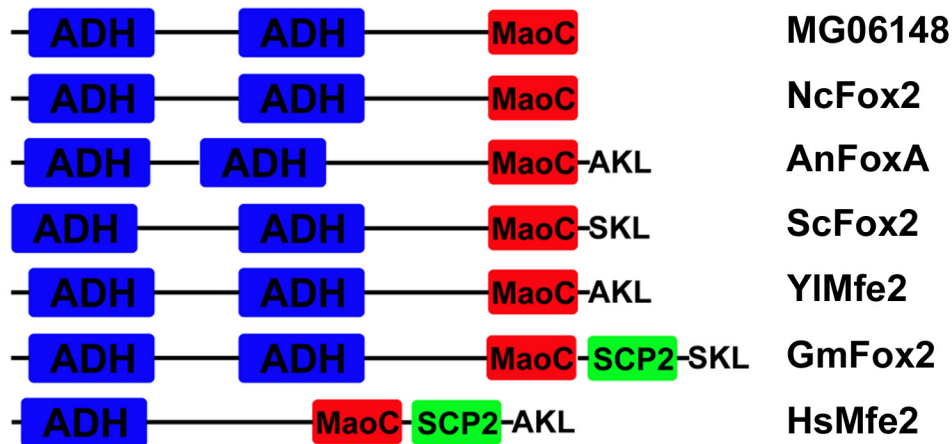 ADH ADH MaoC MG06148
ADH ADH MaoC NcFox2
ADH ADH MaoC AKL AnFoxA
ADH ADH MaoC SKL ScFox2
ADH ADH MaoC AKL YlMfe2
ADH ADH MaoC SCP2 SKL GmFox2
ADH MaoC SCP2 AKL HsMfe2